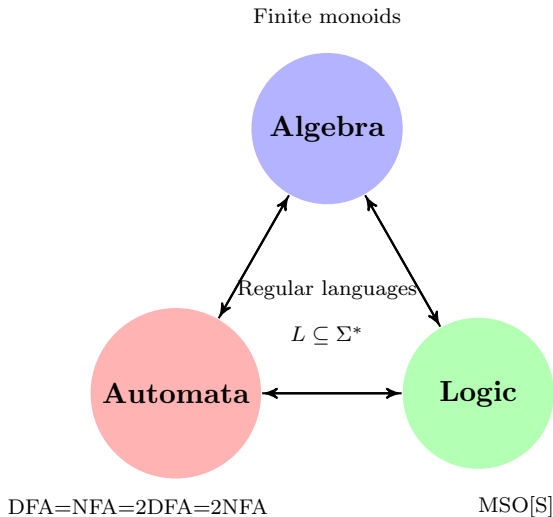 Finite monoids
Algebra
Regular languages
L ⊆ Σ*
Automata
Logic
DFA=NFA=2DFA=2NFA
MSO[S]